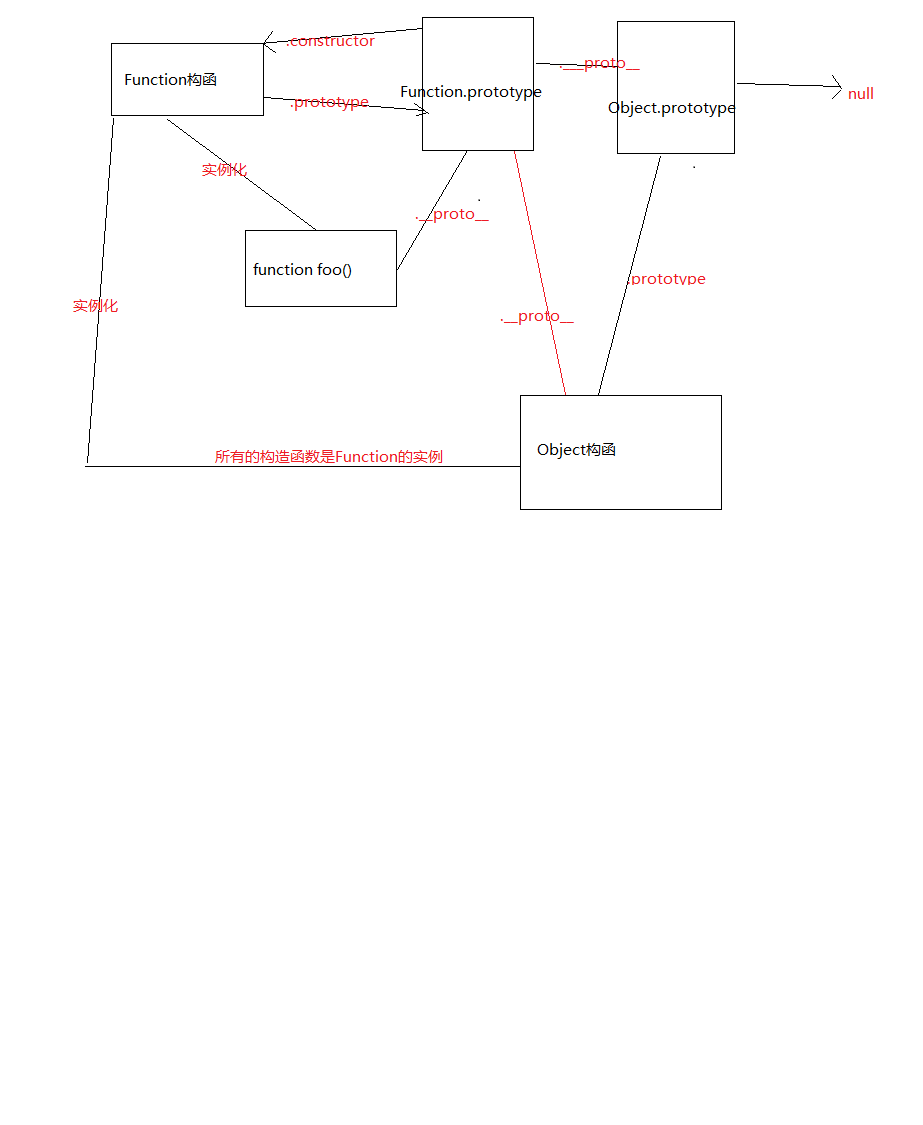 .constructor
Function构函
.prototype
Function.prototype
.__proto__
Object.prototype
null
实例化
.__proto__
function foo()
.prototype
实例化
.__proto__
Object构函
所有的构造函数是Function的实例